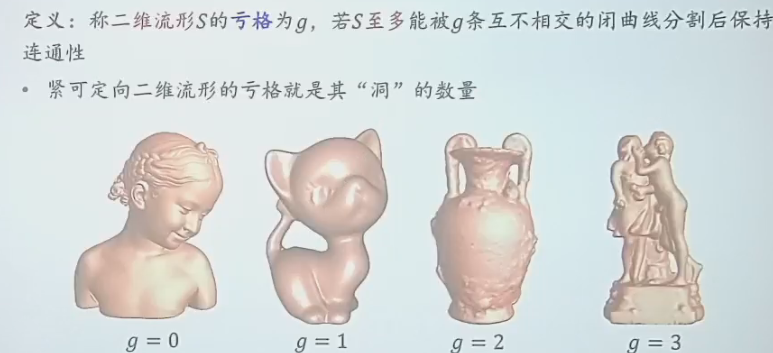 定义：称二维流形S的亏格为g，若S至多能被g条互不相交的闭曲线分割后保持
连通性
• 紧可定向二维流形的亏格就是其“洞”的数量
g = 0
g = 1
g = 2
g = 3